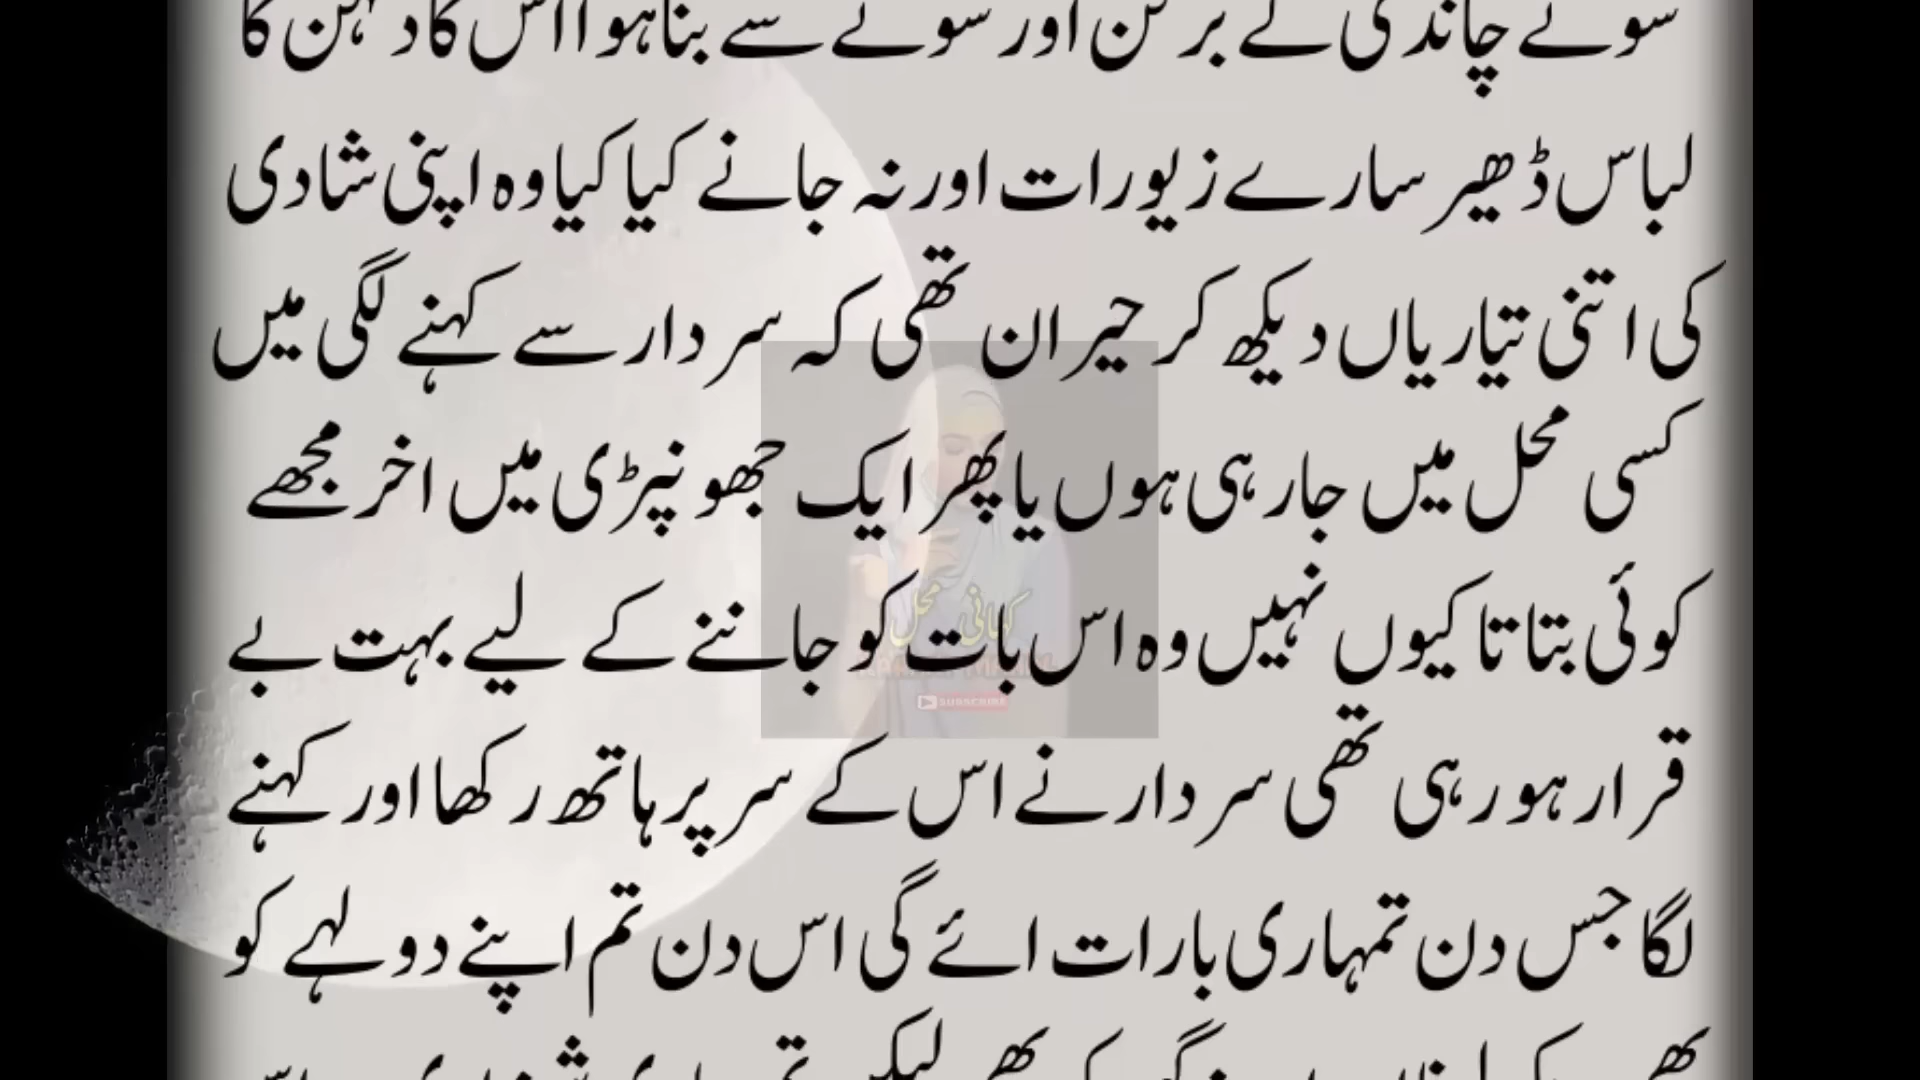 سونے چاندی کے برتن اور سونے سے بنا ہوا اس کا دلہن کا
لباس ڈھیر سارے زیورات اور نہ جانے کیا کیا وہ اپنی شادی
کی اتنی تیاریاں دیکھ کر حیران تھی کہ سردار سے کہنے لگی میں
کسی محل میں جا رہی ہوں یا پھر ایک جھونپڑی میں اخر مجھے
کوئی بتاتا کیوں نہیں وہ اس بات کو جاننے کے لیے بہت بے
قرار ہو رہی تھی سردار نے اس کے سر پر ہاتھ رکھا اور کہنے
لگا جس دن تمہاری بارات ائے گی اس دن تم اپنے دولہے کو
کہانی محل
SUBSCRIBE